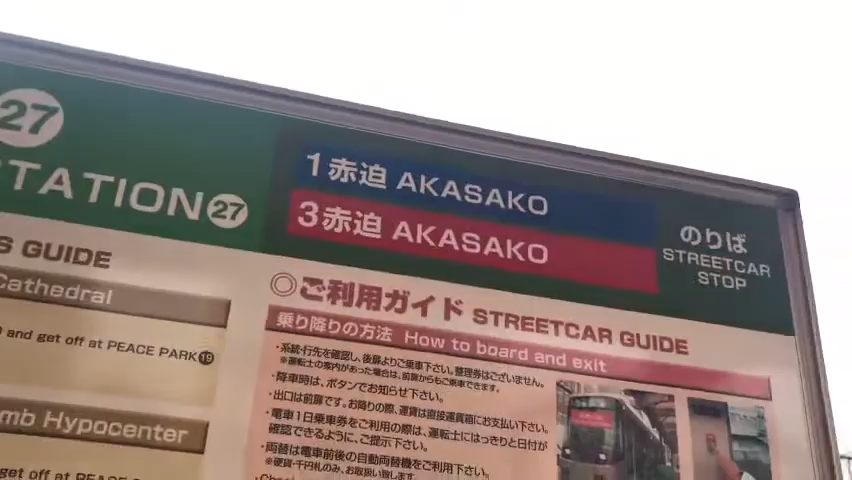 27
STATION 27
1 赤迫 AKASAKO
3 赤迫 AKASAKO
のりば
STREETCAR
STOP
S GUIDE
Cathedral
and get off at PEACE PARK 19
mb Hypocenter
get off at PEACE
◎ご利用ガイド STREETCAR GUIDE
乗り降りの方法 How to board and exit
・系統・行先を確認し、後扉よりご乗車下さい。整理券はございません。
※運転士の案内があった場合は、前扉からもご乗車できます。
・降車時は、ボタンでお知らせ下さい。
・出口は前扉です。お降りの際、運賃は直接運賃箱にお支払い下さい。
・電車1日乗車券をご利用の際は、運転士にはっきりと日付が
確認できるように、ご提示下さい。
・両替は電車前後の自動両替機をご利用下さい。
※硬貨・千円札のみ、お取扱い致します。